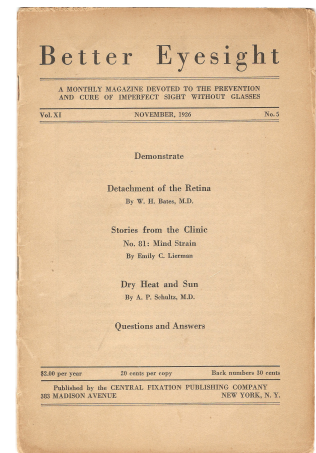 Better Eyesight
A MONTHLY MAGAZINE DEVOTED TO THE PREVENTION
AND CURE OF IMPERFECT SIGHT WITHOUT GLASSES
Vol. XI NOVEMBER, 1926 No. 5
Demonstrate
Detachment of the Retina
By W. H. Bates, M.D.
Stories from the Clinic
No. 81: Mind Strain
By Emily C. Lierman
Dry Heat and Sun
By A. P. Schultz, M.D.
Questions and Answers
$2.00 per year 20 cents per copy Back numbers 30 cents
Published by the CENTRAL FIXATION PUBLISHING COMPANY
383 MADISON AVENUE NEW YORK, N. Y.